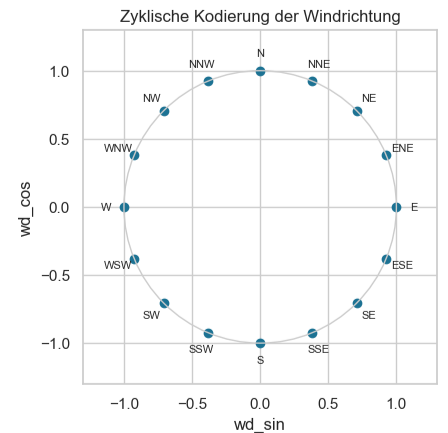 Zyklische Kodierung der Windrichtung
N
NNW
NNE
NW
NE
WNW
ENE
W
E
WSW
ESE
SW
SE
SSW
SSE
S
1.0
0.5
0.0
−0.5
−1.0
wd_cos
−1.0 −0.5 0.0 0.5 1.0
wd_sin